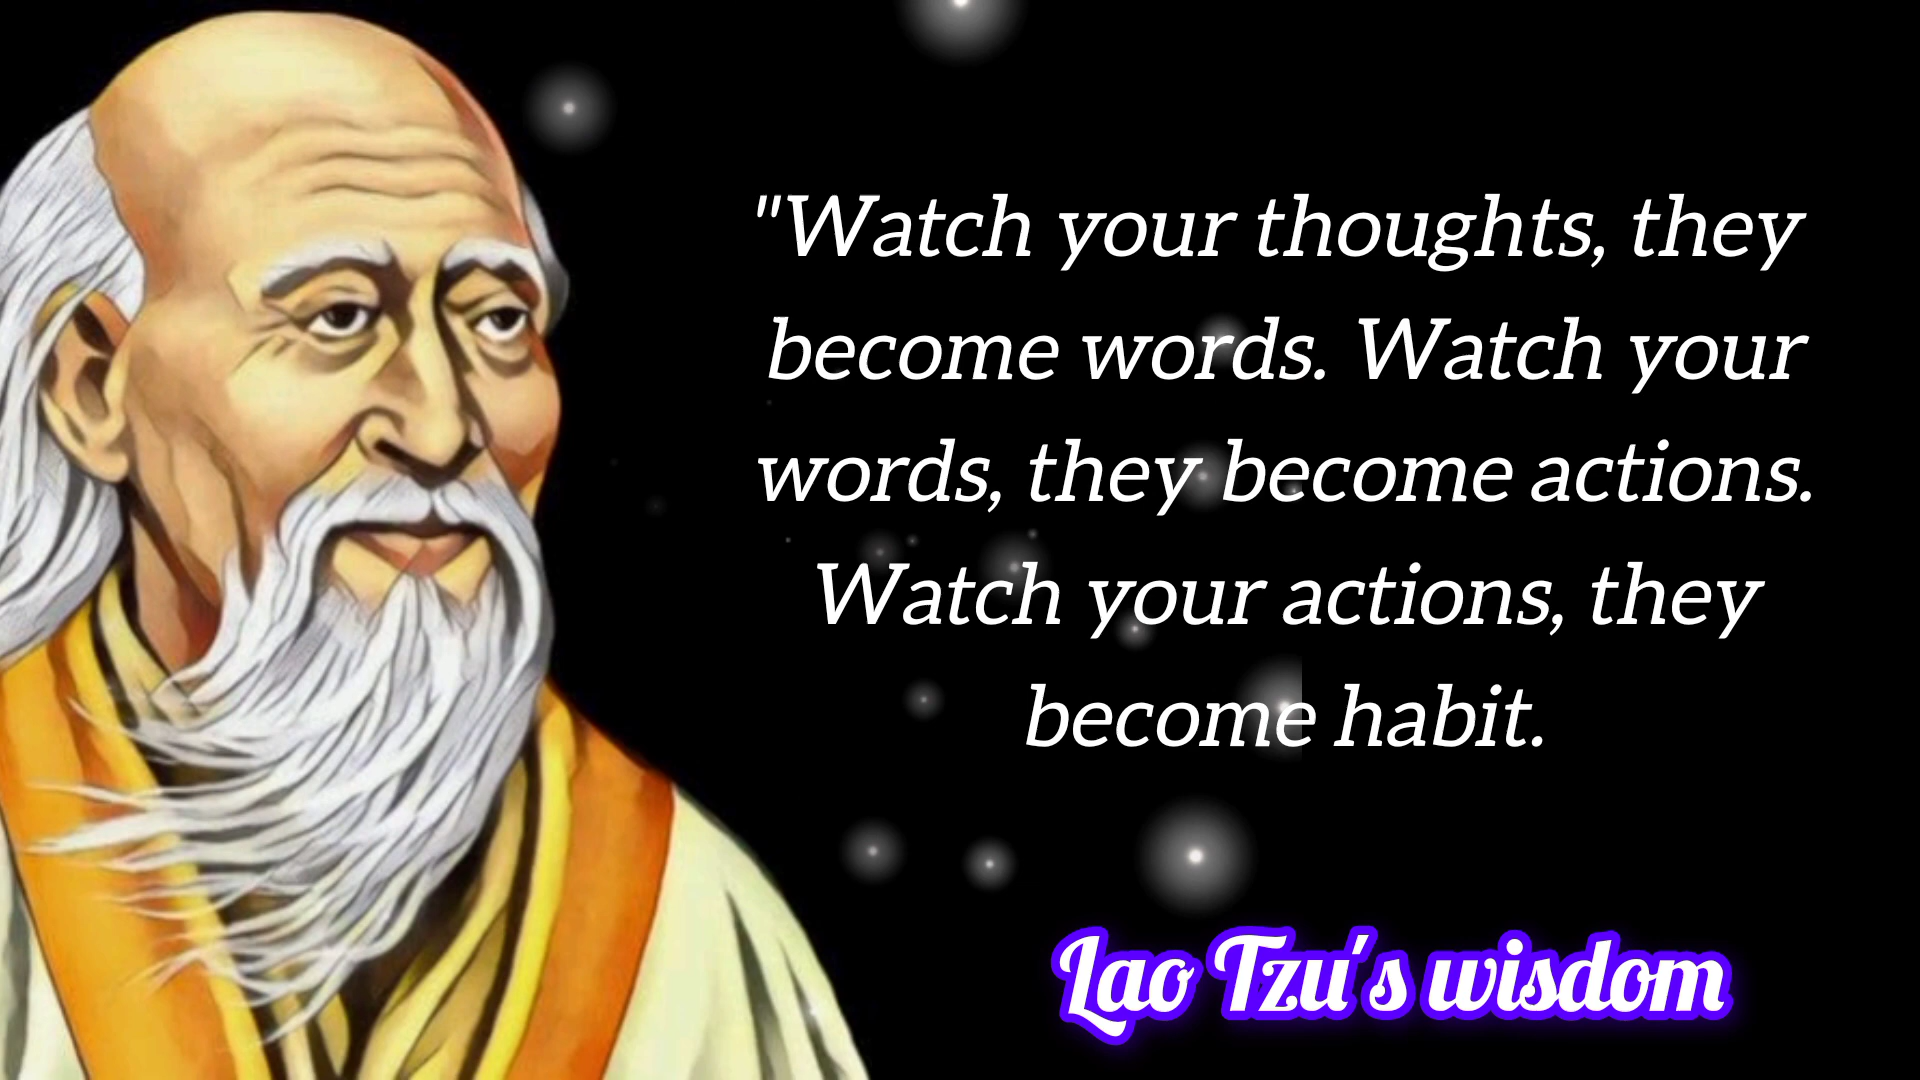 "Watch your thoughts, they
become words. Watch your
words, they become actions.
Watch your actions, they
become habit.
Lao Tzu's wisdom